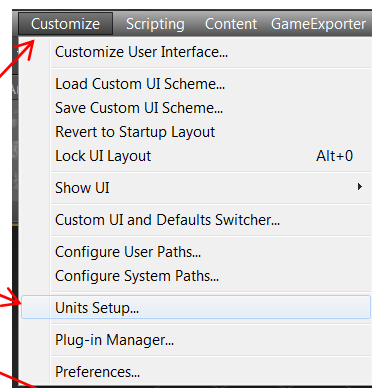 Customize Scripting Content GameExporter
Customize User Interface...
Load Custom UI Scheme...
Save Custom UI Scheme...
Revert to Startup Layout
Lock UI Layout Alt+0
Show UI
Custom UI and Defaults Switcher...
Configure User Paths...
Configure System Paths...
Units Setup...
Plug-in Manager...
Preferences...